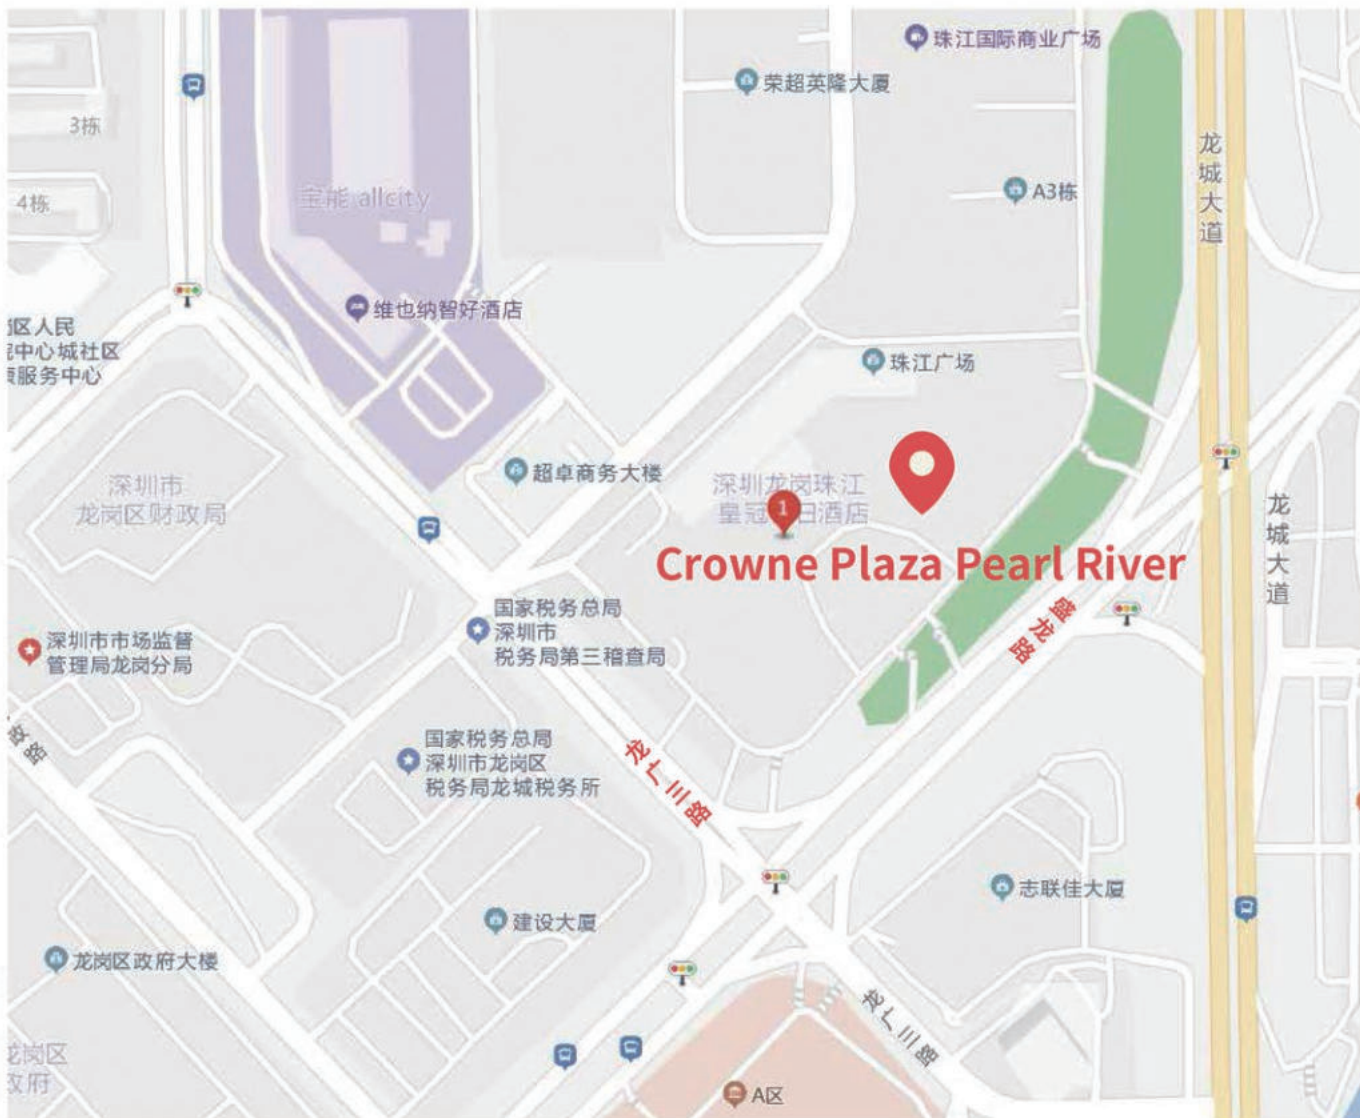 珠江国际商业广场
荣超英隆大厦
3栋
龙城大道
A3栋
4栋
宝能 allcity
维也纳智好酒店
区人民
中心城社区
服务中心
珠江广场
超卓商务大楼
深圳市
龙岗区财政局
深圳龙岗珠江
皇冠 日酒店
1
龙城大道
Crowne Plaza Pearl River
盛龙路
国家税务总局
深圳市
税务局第三稽查局
深圳市市场监督
管理局龙岗分局
政路
国家税务总局
深圳市龙岗区
税务局龙城税务所
龙广三路
志联佳大厦
建设大厦
龙岗区政府大楼
龙广三路
龙岗区
政府
A区